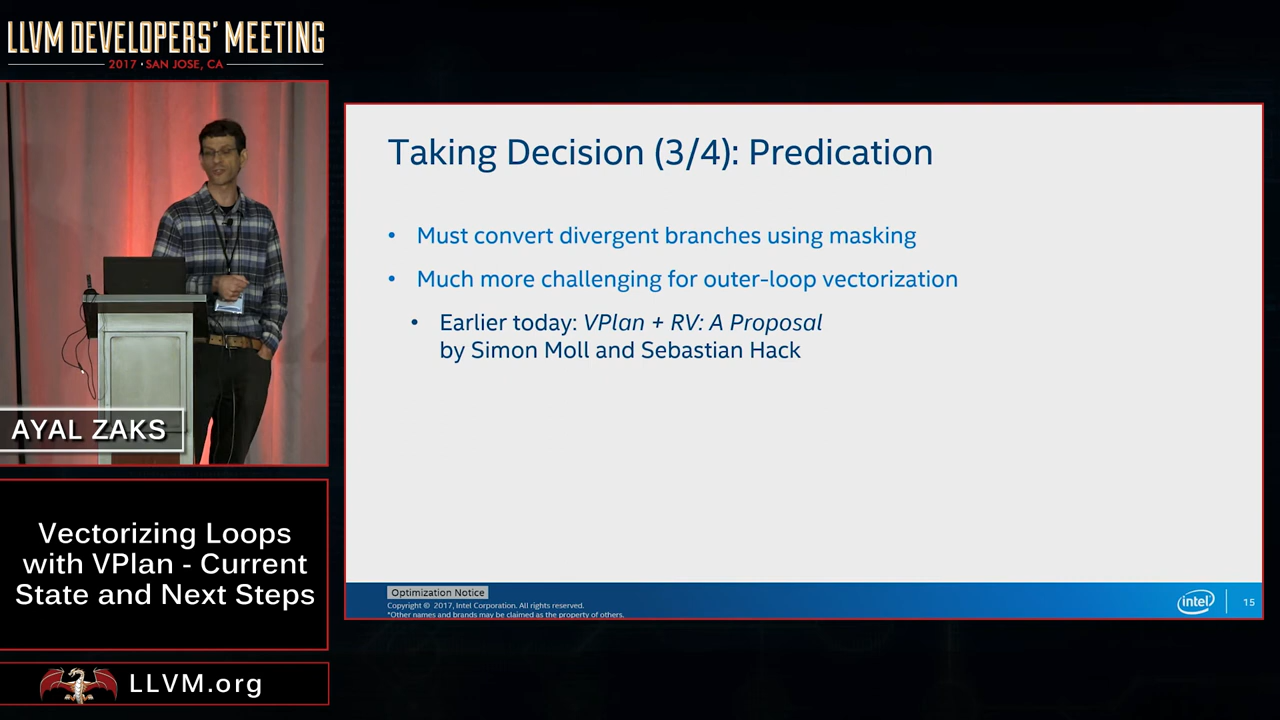 LLVM DEVELOPERS' MEETING
2017 · SAN JOSE, CA
AYAL ZAKS
Vectorizing Loops
with VPlan - Current
State and Next Steps
LLVM.org
Taking Decision (3/4): Predication
• Must convert divergent branches using masking
• Much more challenging for outer-loop vectorization
• Earlier today: VPlan + RV: A Proposal
by Simon Moll and Sebastian Hack
Optimization Notice
Copyright © 2017, Intel Corporation. All rights reserved.
*Other names and brands may be claimed as the property of others.
intel
15